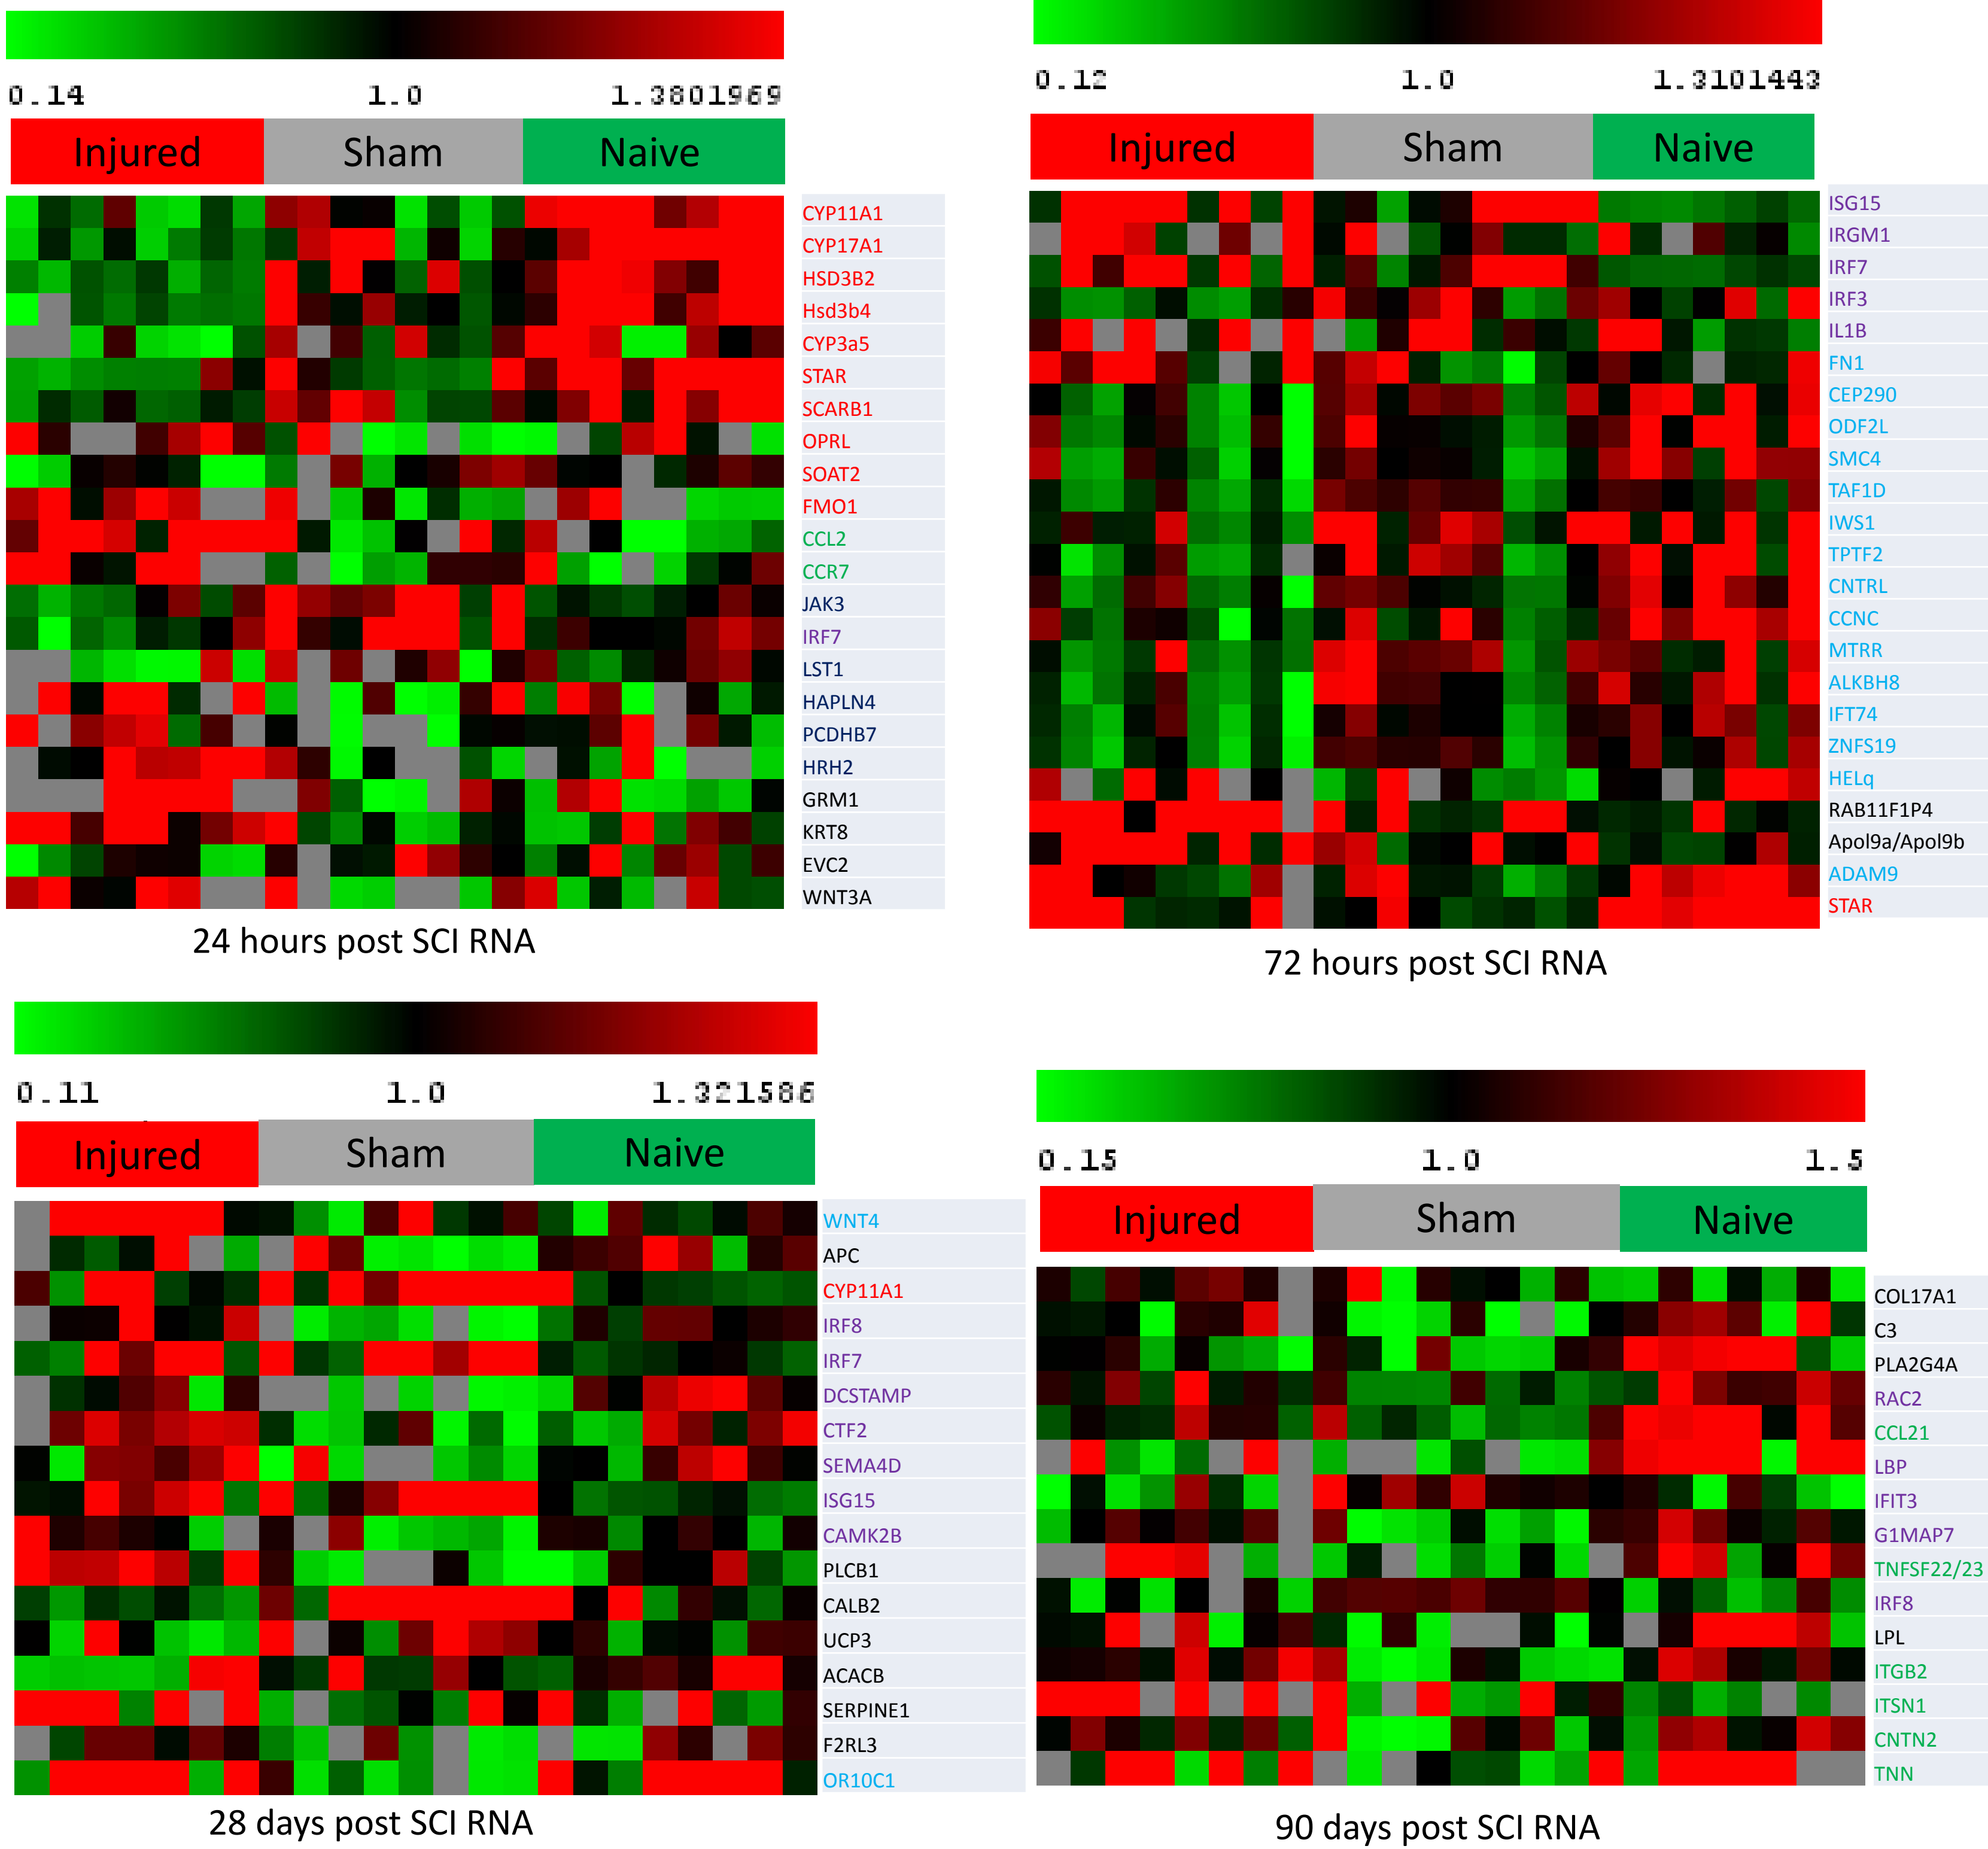 0.14 1.0 1.3801969
Injured Sham Naive
CYP11A1
CYP17A1
HSD3B2
Hsd3b4
CYP3a5
STAR
SCARB1
OPRL
SOAT2
FMO1
CCL2
CCR7
JAK3
IRF7
LST1
HAPLN4
PCDHB7
HRH2
GRM1
KRT8
EVC2
WNT3A
24 hours post SCI RNA
0.12 1.0 1.3101443
Injured Sham Naive
ISG15
IRGM1
IRF7
IRF3
IL1B
FN1
CEP290
ODF2L
SMC4
TAF1D
IWS1
TPTF2
CNTRL
CCNC
MTRR
ALKBH8
IFT74
ZNFS19
HELq
RAB11F1P4
Apol9a/Apol9b
ADAM9
STAR
72 hours post SCI RNA
0.11 1.0 1.321586
Injured Sham Naive
WNT4
APC
CYP11A1
IRF8
IRF7
DCSTAMP
CTF2
SEMA4D
ISG15
CAMK2B
PLCB1
CALB2
UCP3
ACACB
SERPINE1
F2RL3
OR10C1
28 days post SCI RNA
0.15 1.0 1.5
Injured Sham Naive
COL17A1
C3
PLA2G4A
RAC2
CCL21
LBP
IFIT3
G1MAP7
TNFSF22/23
IRF8
LPL
ITGB2
ITSN1
CNTN2
TNN
90 days post SCI RNA